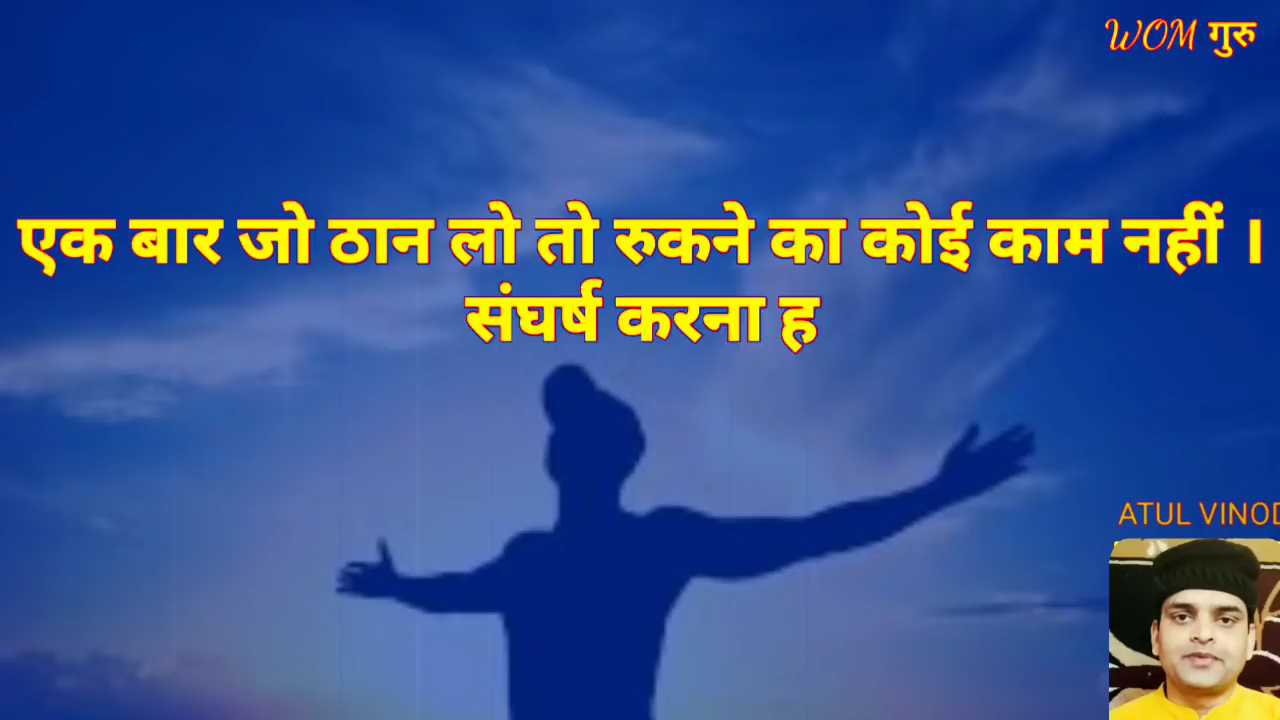 WOM गुरु
एक बार जो ठान लो तो रुकने का कोई काम नहीं ।
संघर्ष करना ह
ATUL VINOD